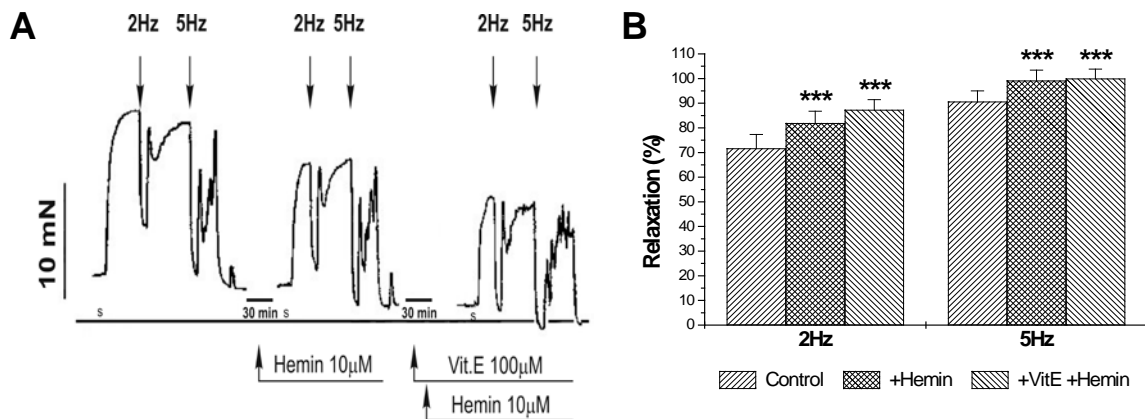 A
2Hz 5Hz 2Hz 5Hz 2Hz 5Hz
10 mN
s s s
30 min 30 min
Hemin 10µM Vit.E 100µM
Hemin 10µM
B
*** *** *** ***
Relaxation (%)
110
100
90
80
70
60
50
40
30
20
10
0
2Hz 5Hz
Control +Hemin +VitE +Hemin